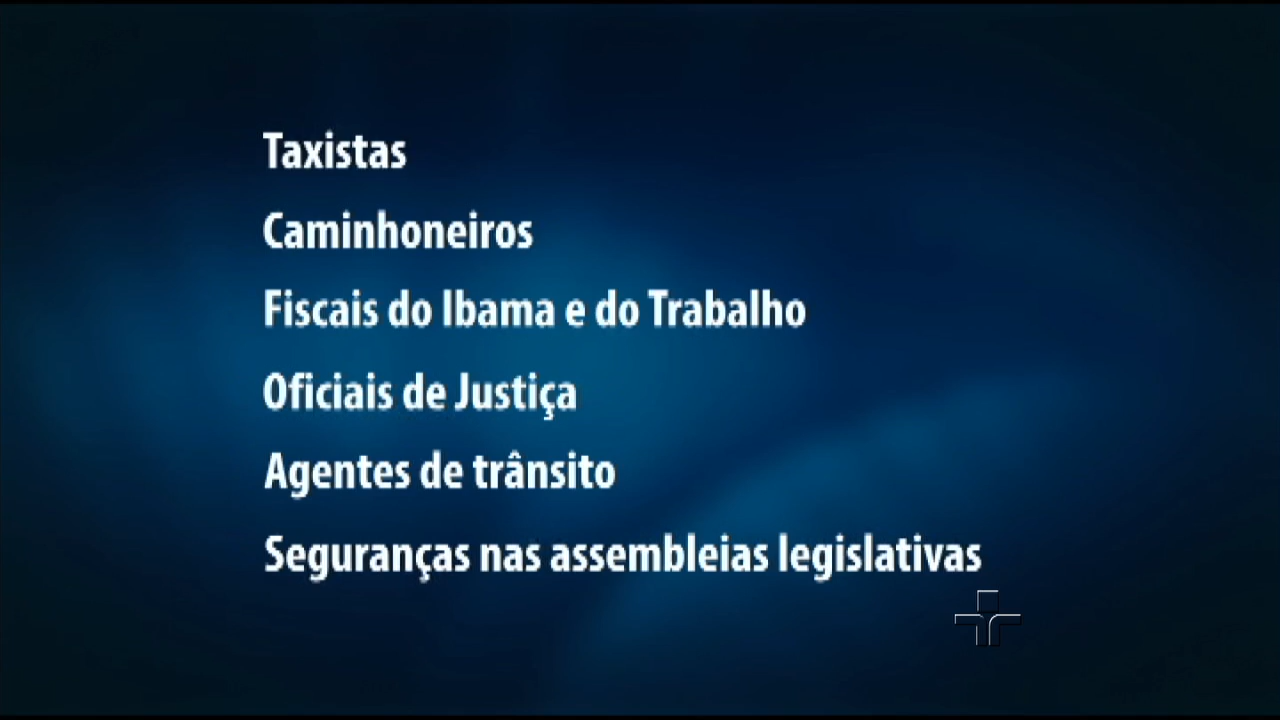 Taxistas
Caminhoneiros
Fiscais do Ibama e do Trabalho
Oficiais de Justiça
Agentes de trânsito
Seguranças nas assembleias legislativas